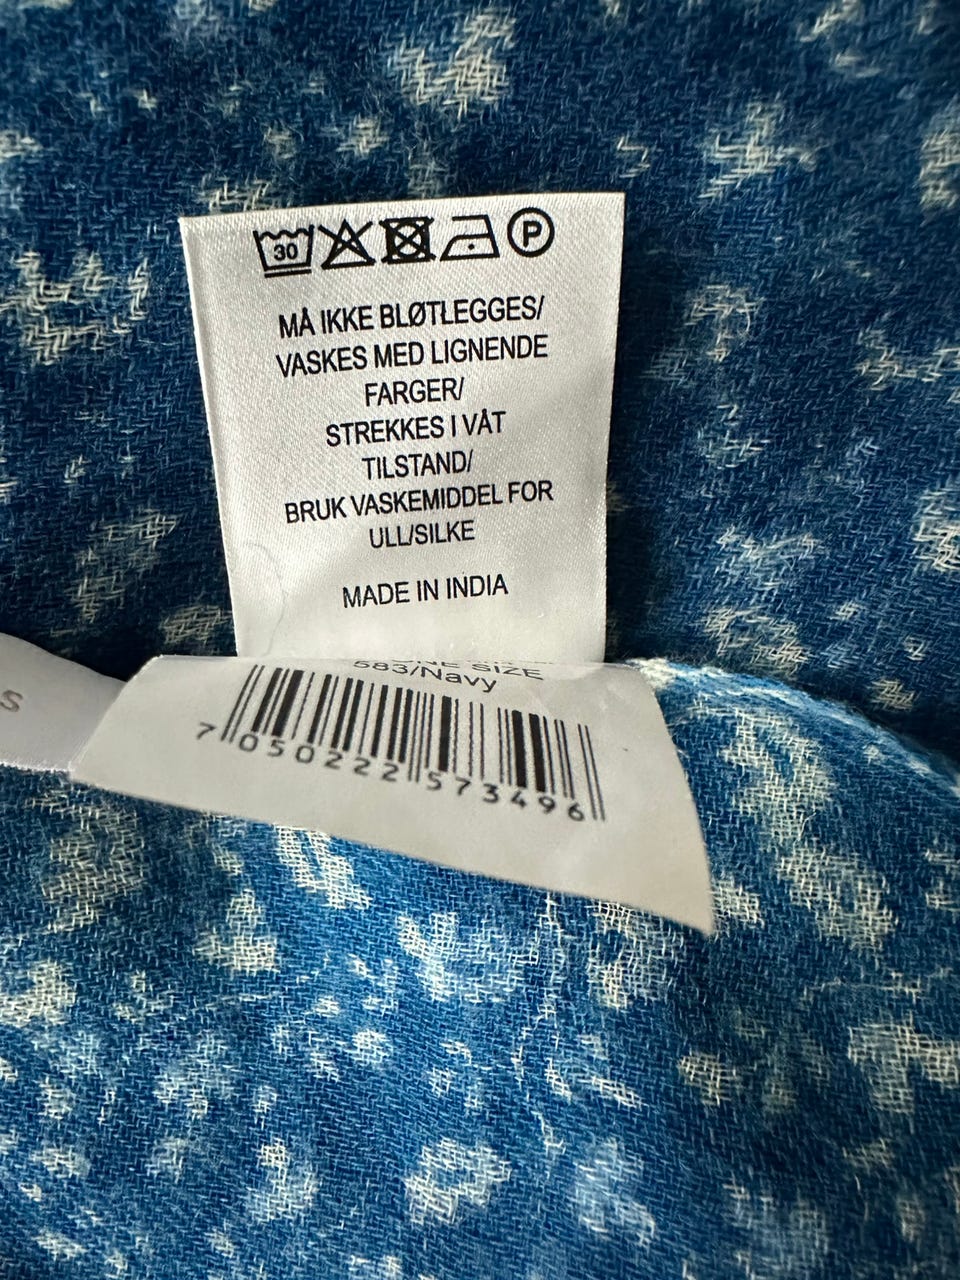 30
P
MÅ IKKE BLØTLEGGES/
VASKES MED LIGNENDE
FARGER/
STREKKES I VÅT
TILSTAND/
BRUK VASKEMIDDEL FOR
ULL/SILKE
MADE IN INDIA
SIZE
583/Navy
7 050222 573496
S